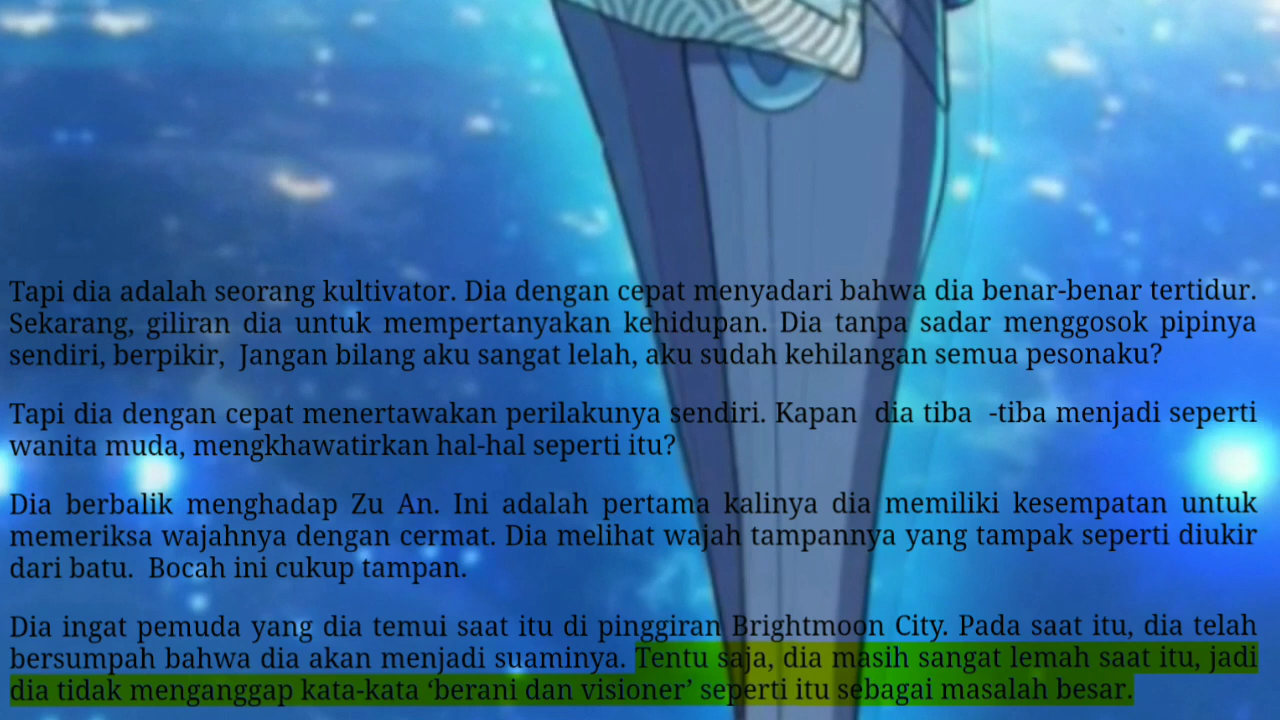 Tapi dia adalah seorang kultivator. Dia dengan cepat menyadari bahwa dia benar-benar tertidur.
Sekarang, giliran dia untuk mempertanyakan kehidupan. Dia tanpa sadar menggosok pipinya
sendiri, berpikir,  Jangan bilang aku sangat lelah, aku sudah kehilangan semua pesonaku?
Tapi dia dengan cepat menertawakan perilakunya sendiri. Kapan  dia tiba  -tiba menjadi seperti
wanita muda, mengkhawatirkan hal-hal seperti itu?
Dia berbalik menghadap Zu An. Ini adalah pertama kalinya dia memiliki kesempatan untuk
memeriksa wajahnya dengan cermat. Dia melihat wajah tampannya yang tampak seperti diukir
dari batu.  Bocah ini cukup tampan.
Dia ingat pemuda yang dia temui saat itu di pinggiran Brightmoon City. Pada saat itu, dia telah
bersumpah bahwa dia akan menjadi suaminya. Tentu saja, dia masih sangat lemah saat itu, jadi
dia tidak menganggap kata-kata ‘berani dan visioner’ seperti itu sebagai masalah besar.